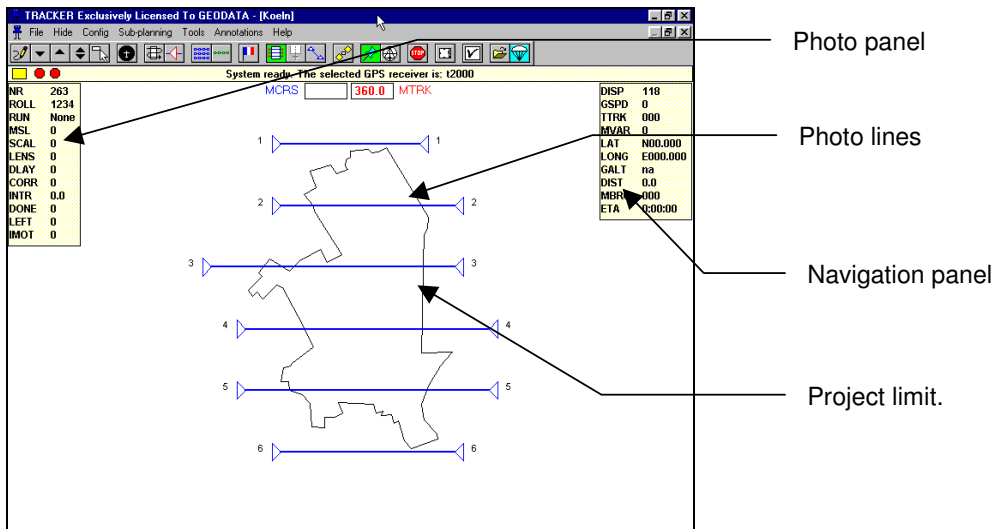 TRACKER Exclusively Licensed To GEODATA - [Koeln]
File Hide Config Sub-planning Tools Annotations Help
STOP
System ready. The selected GPS receiver is: t2000
MCRS 360.0 MTRK
NR 263
ROLL 1234
RUN None
MSL 0
SCAL 0
LENS 0
DLAY 0
CORR 0
INTR 0.0
DONE 0
LEFT 0
IMOT 0
1 1
2 2
3 3
4 4
5 5
6 6
DISP 118
GSPD 0
TTRK 000
MVAR 0
LAT N00.000
LONG E000.000
GALT na
DIST 0.0
MBRG 000
ETA 0:00:00
Photo panel
Photo lines
Navigation panel
Project limit.